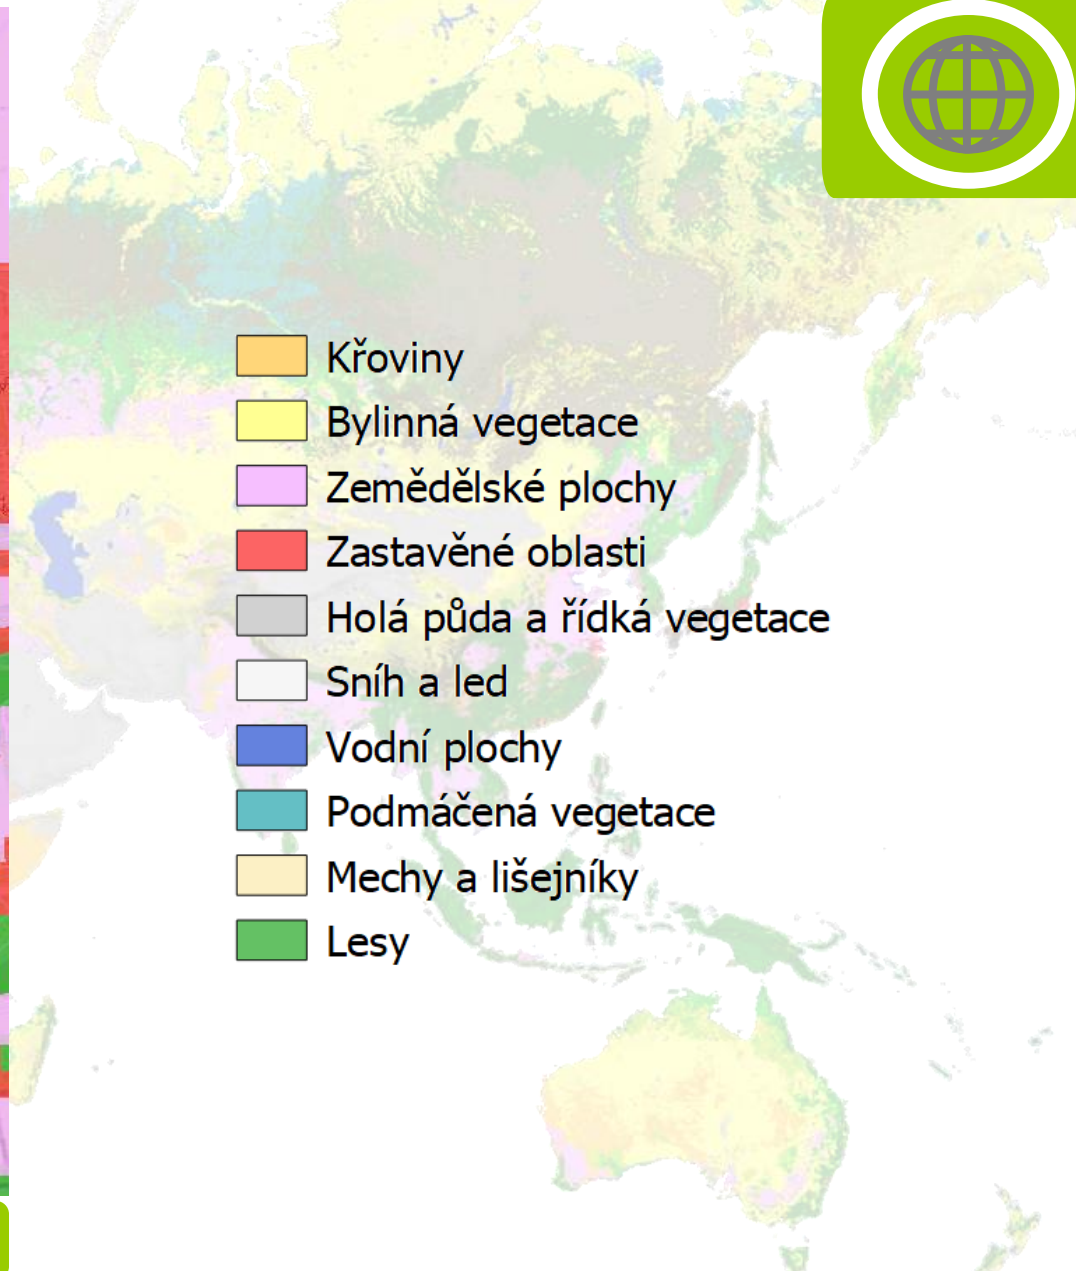 Křoviny
Bylinná vegetace
Zemědělské plochy
Zastavěné oblasti
Holá půda a řídká vegetace
Sníh a led
Vodní plochy
Podmáčená vegetace
Mechy a lišejníky
Lesy